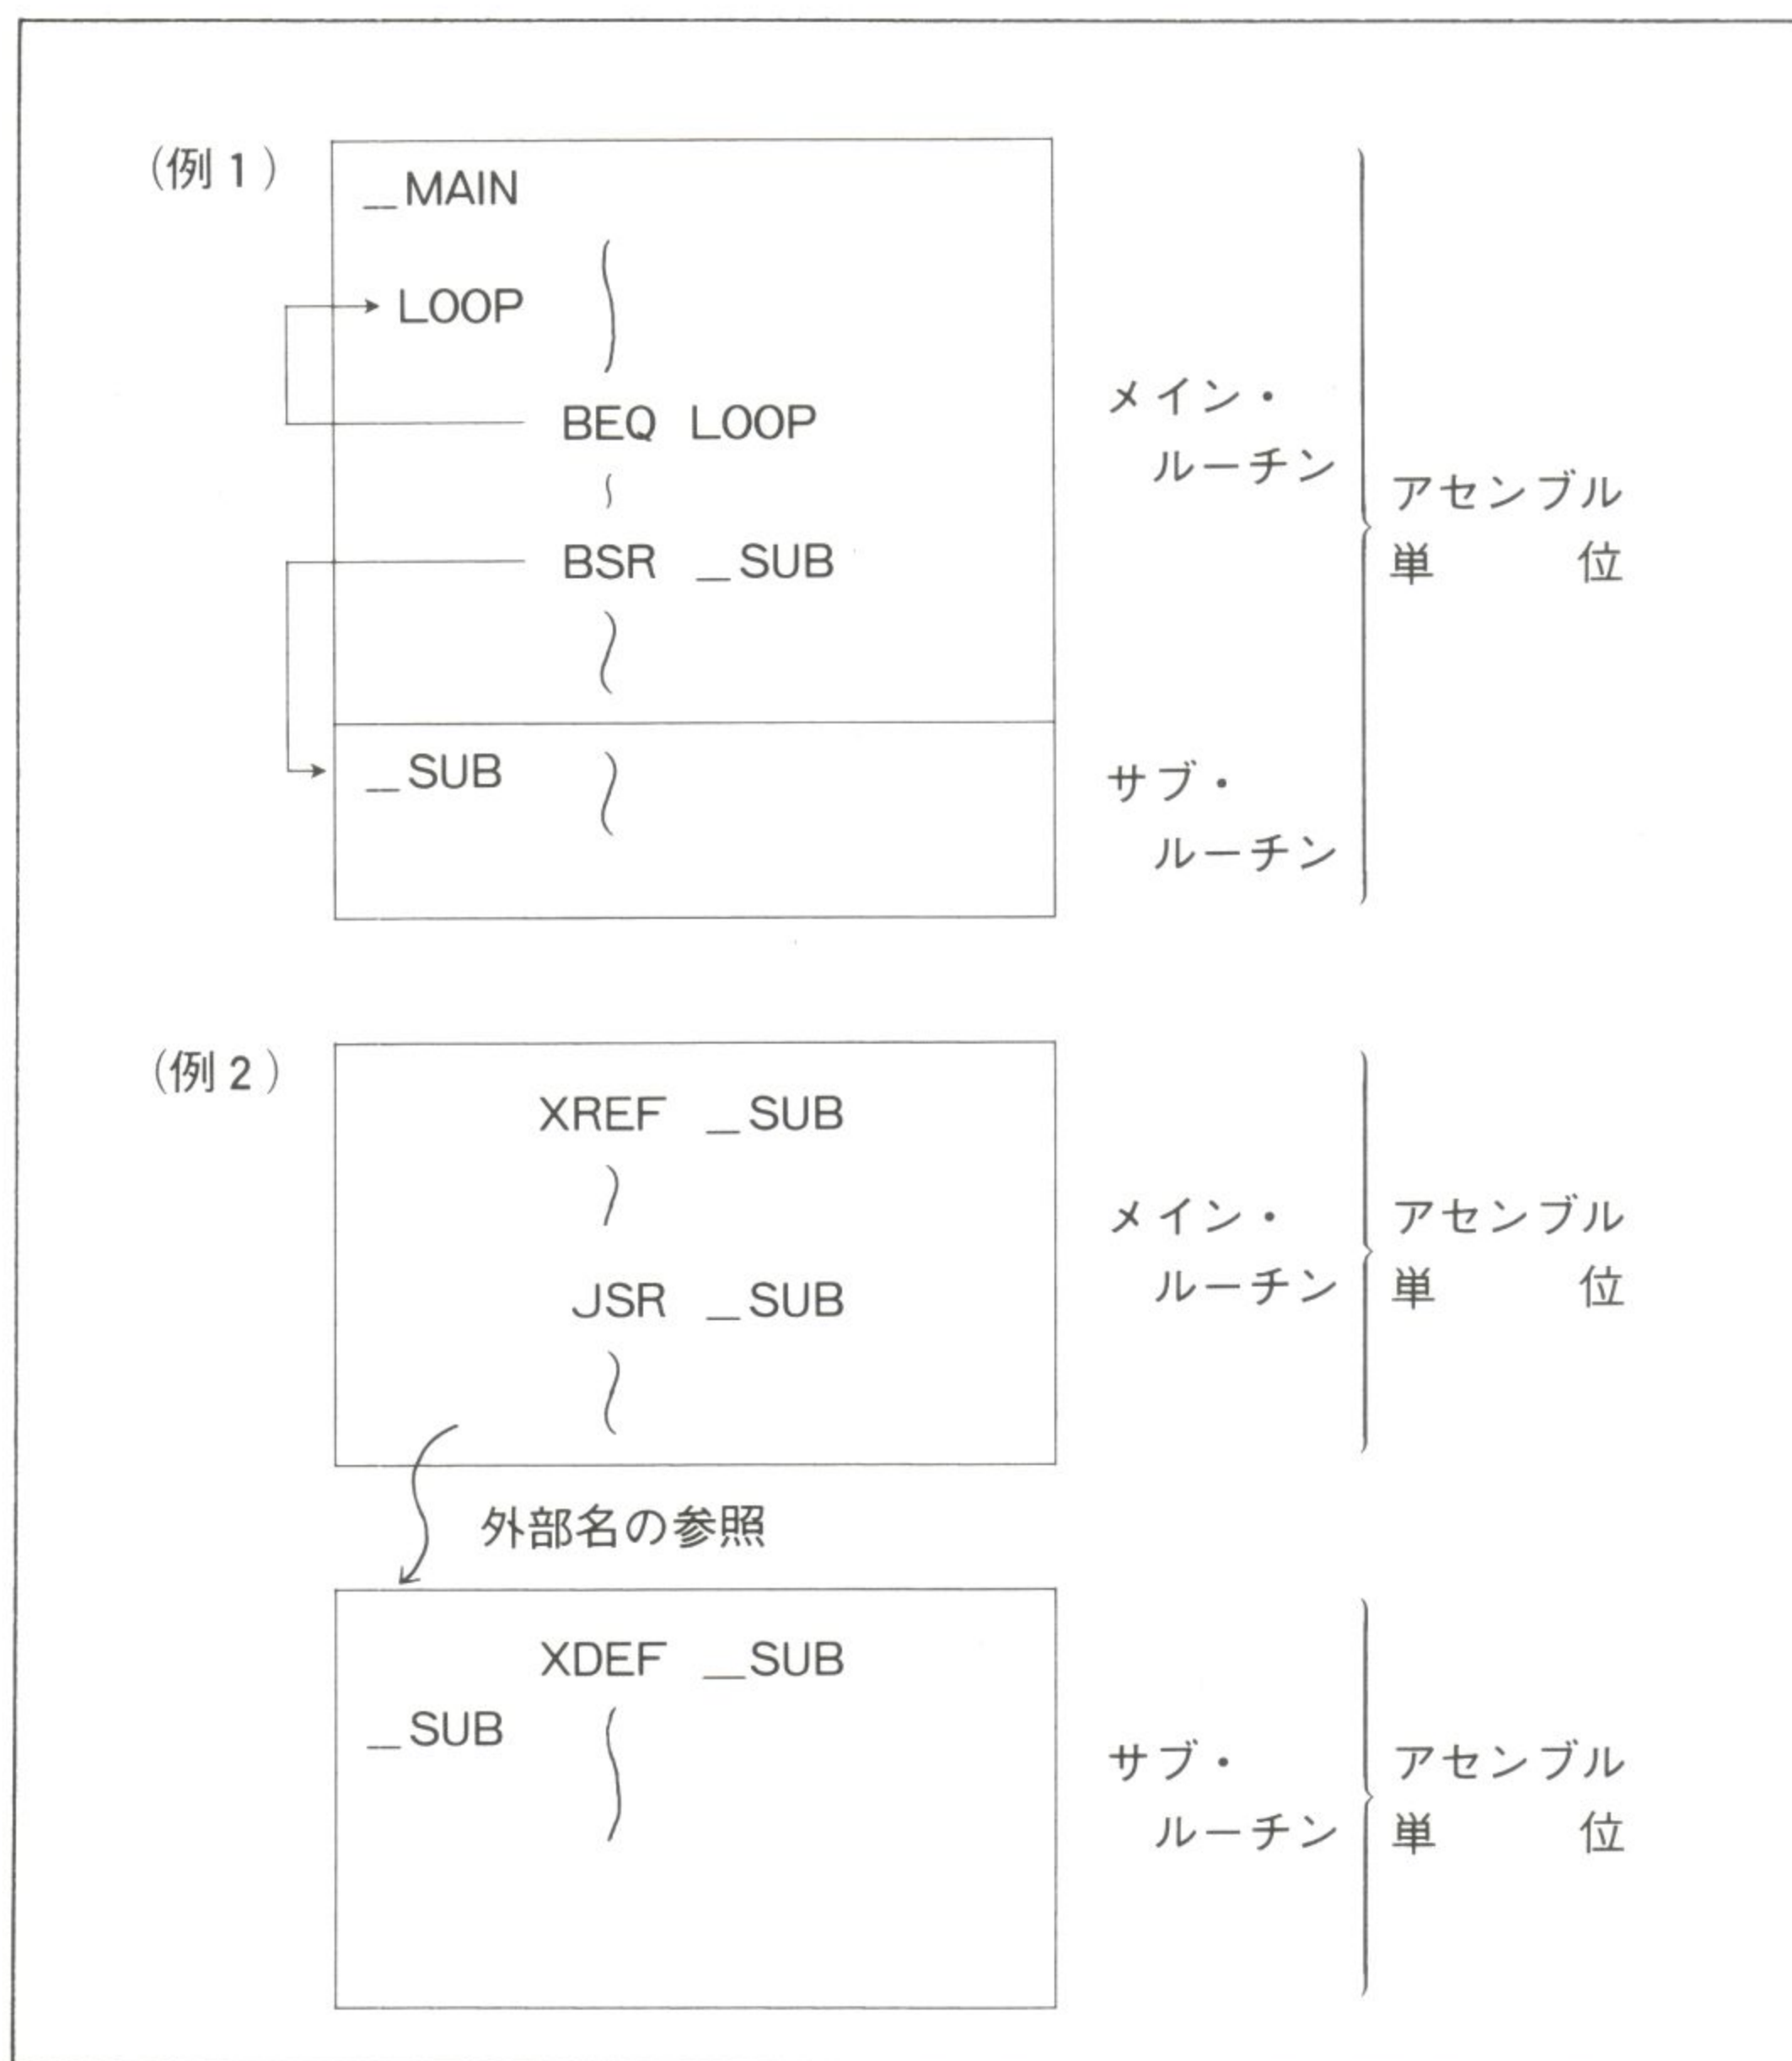 (例1)
_MAIN
LOOP
BEQ LOOP
BSR _SUB
メイン・
ルーチン
_SUB
サブ・
ルーチン
アセンブル
単 位
(例2)
XREF _SUB
JSR _SUB
メイン・
ルーチン
アセンブル
単 位
外部名の参照
XDEF _SUB
_SUB
サブ・
ルーチン
アセンブル
単 位